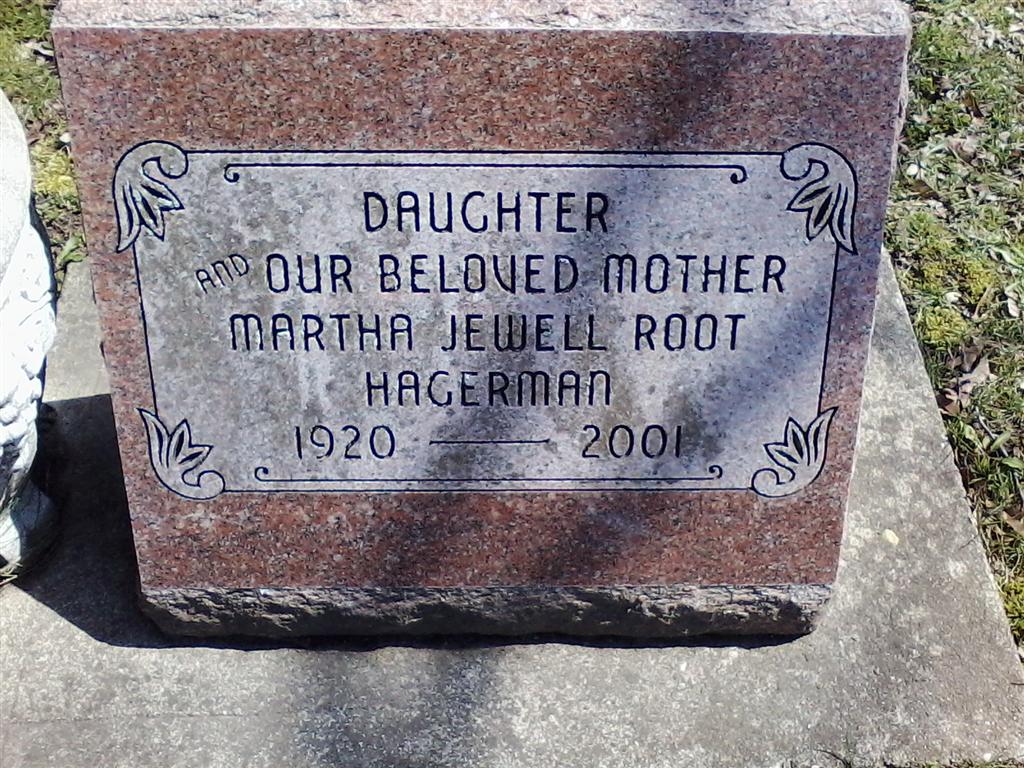 DAUGHTER
AND OUR BELOVED MOTHER
MARTHA JEWELL ROOT
HAGERMAN
1920 — 2001